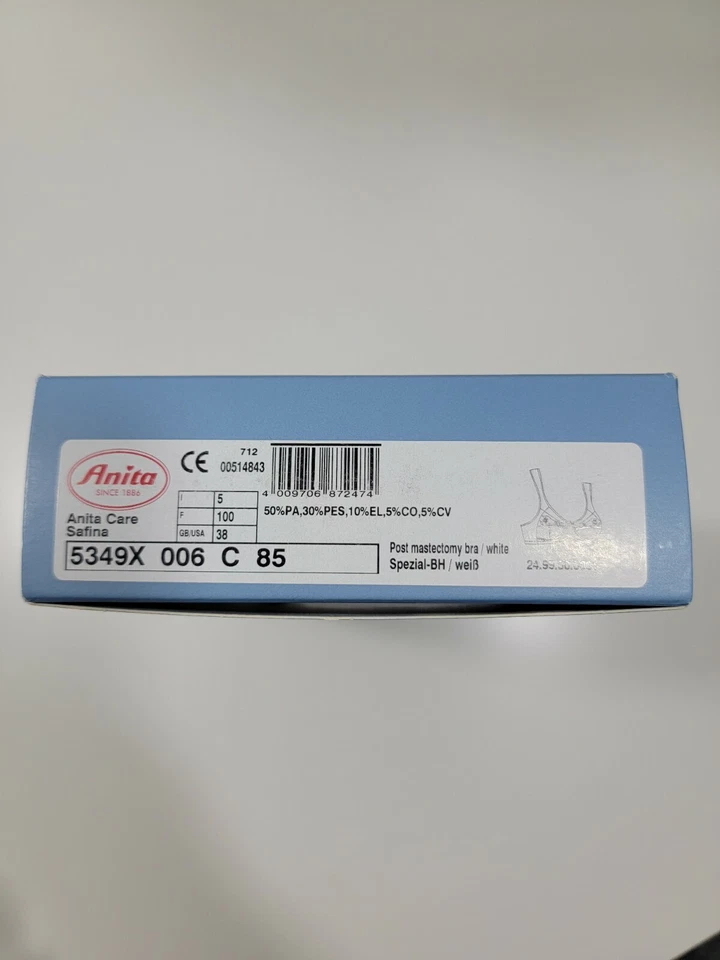 Anita
SINCE 1886
CE
712
00514843
4 009706 872474
I 5
F 100
GB/USA 38
50%PA,30%PES,10%EL,5%CO,5%CV
Anita Care
Safina
5349X 006 C 85
Post mastectomy bra / white
Spezial-BH / weiß